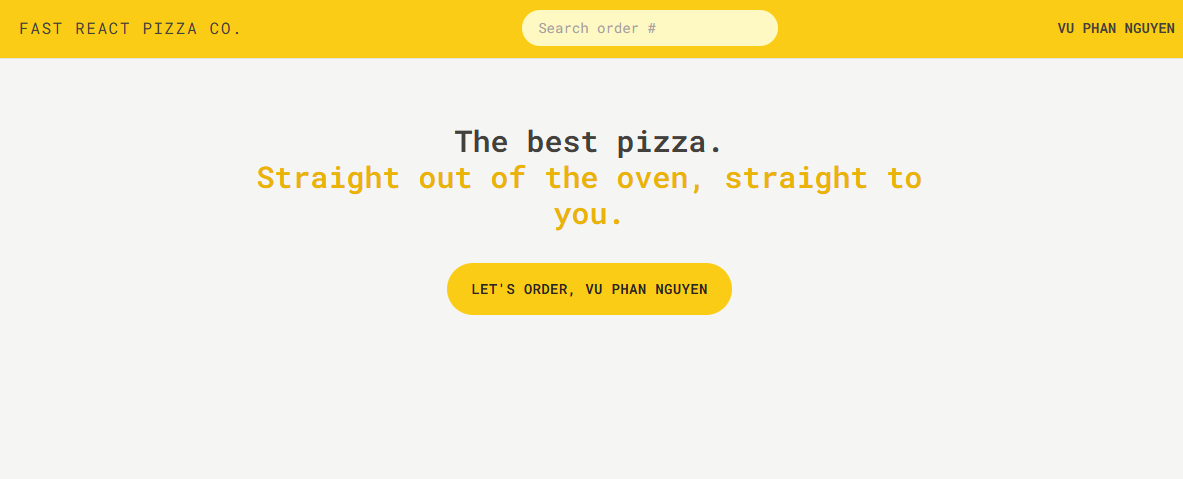 FAST REACT PIZZA CO.
Search order #
VU PHAN NGUYEN
The best pizza.
Straight out of the oven, straight to
you.
LET'S ORDER, VU PHAN NGUYEN